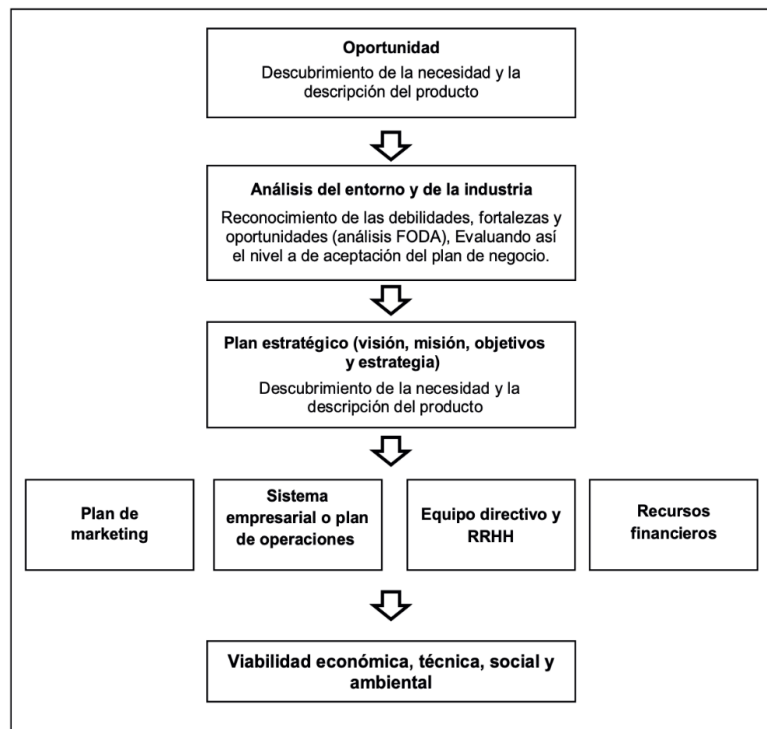 Oportunidad
Descubrimiento de la necesidad y la
descripción del producto
Análisis del entorno y de la industria
Reconocimiento de las debilidades, fortalezas y
oportunidades (análisis FODA), Evaluando así
el nivel a de aceptación del plan de negocio.
Plan estratégico (visión, misión, objetivos
y estrategia)
Descubrimiento de la necesidad y la
descripción del producto
Plan de
marketing
Sistema
empresarial o plan
de operaciones
Equipo directivo y
RRHH
Recursos
financieros
Viabilidad económica, técnica, social y
ambiental